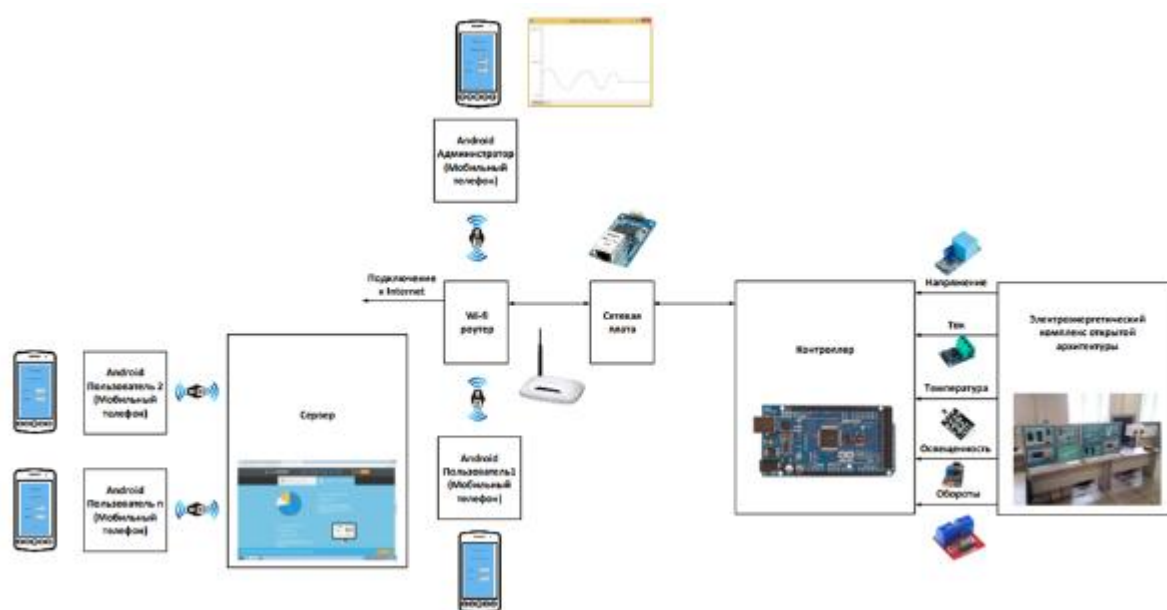 Android
Администратор
(Мобильный
телефон)
Подключение
к Internet
Wi-fi
роутер
Сетевая
плата
Контроллер
Напряжение
Ток
Температура
Освещенность
Обороты
Электроэнергетический
комплекс открытой
архитектуры
Android
Пользователь 2
(Мобильный
телефон)
Android
Пользователь n
(Мобильный
телефон)
Сервер
Android
Пользователь1
(Мобильный
телефон)